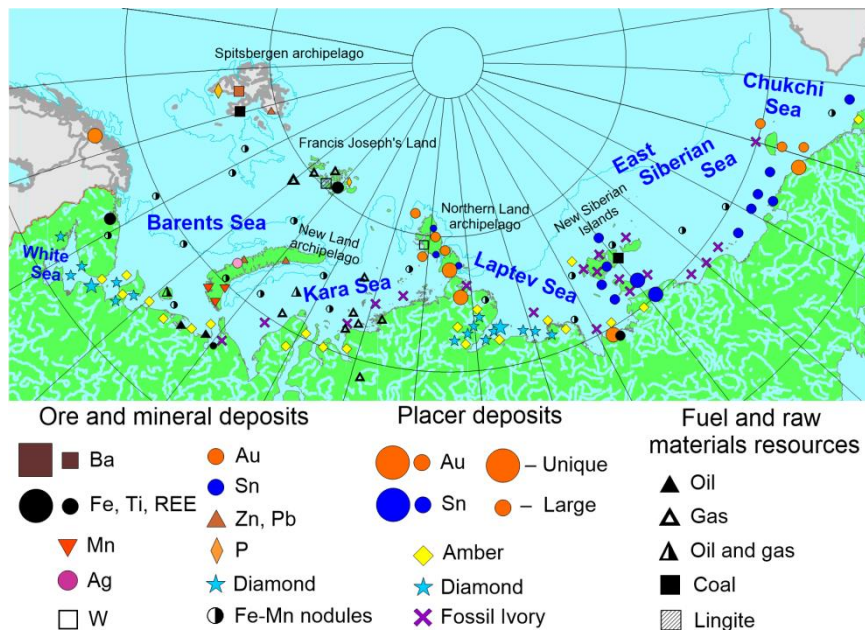 Spitsbergen archipelago
Chukchi
Sea
Francis Joseph's Land
East
Siberian
Sea
Northern Land
archipelago
New Siberian
Islands
Barents Sea
New Land
archipelago
White
Sea
Kara Sea
Laptev Sea
Ore and mineral deposits
Ba
Fe, Ti, REE
Mn
Ag
W
Au
Sn
Zn, Pb
P
Diamond
Fe-Mn nodules
Placer deposits
Au
– Unique
Sn
– Large
Amber
Diamond
Fossil Ivory
Fuel and raw
materials resources
Oil
Gas
Oil and gas
Coal
Lingite